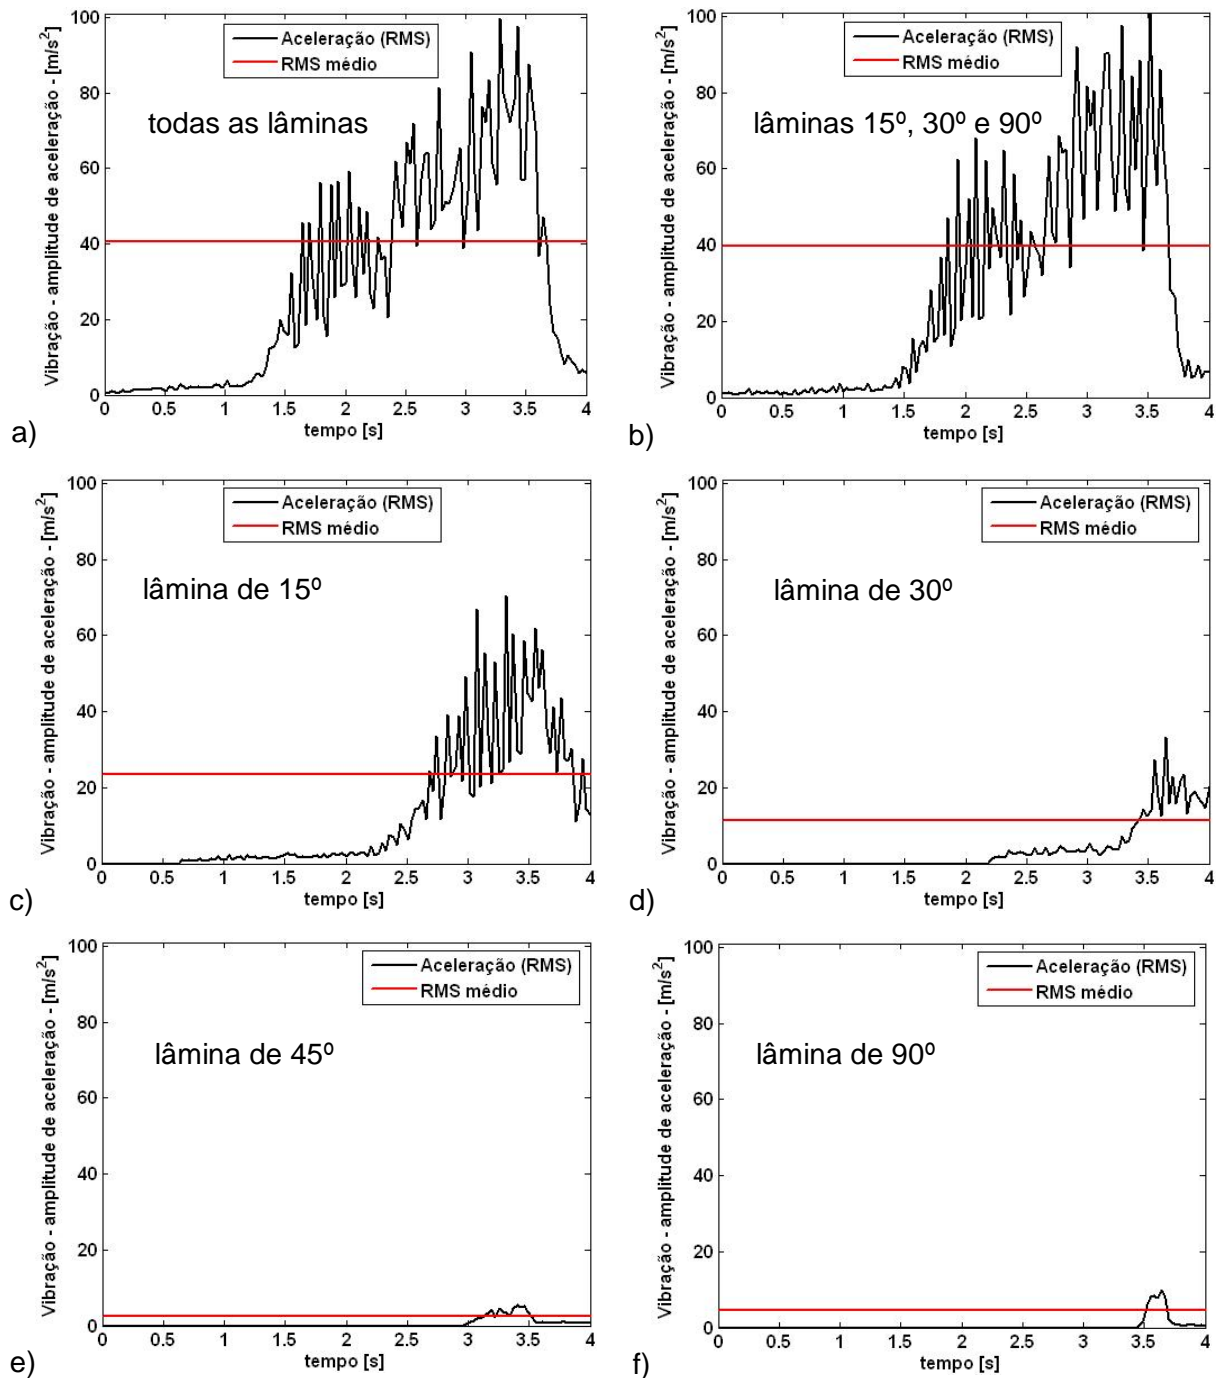 100
80
60
40
20
0
Vibração - amplitude de aceleração - [m/s²]
Aceleração (RMS)
RMS médio
todas as lâminas
0 0.5 1 1.5 2 2.5 3 3.5 4
tempo [s]
a)
100
80
60
40
20
0
Vibração - amplitude de aceleração - [m/s²]
Aceleração (RMS)
RMS médio
lâminas 15º, 30º e 90º
0 0.5 1 1.5 2 2.5 3 3.5 4
tempo [s]
b)
100
80
60
40
20
0
Vibração - amplitude de aceleração - [m/s²]
Aceleração (RMS)
RMS médio
lâmina de 15º
0 0.5 1 1.5 2 2.5 3 3.5 4
tempo [s]
c)
100
80
60
40
20
0
Vibração - amplitude de aceleração - [m/s²]
Aceleração (RMS)
RMS médio
lâmina de 30º
0 0.5 1 1.5 2 2.5 3 3.5 4
tempo [s]
d)
100
80
60
40
20
0
Vibração - amplitude de aceleração - [m/s²]
Aceleração (RMS)
RMS médio
lâmina de 45º
0 0.5 1 1.5 2 2.5 3 3.5 4
tempo [s]
e)
100
80
60
40
20
0
Vibração - amplitude de aceleração - [m/s²]
Aceleração (RMS)
RMS médio
lâmina de 90º
0 0.5 1 1.5 2 2.5 3 3.5 4
tempo [s]
f)